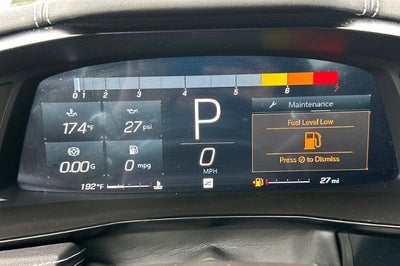 0 1 2 3 4 5 6 7
174°F 27 psi
P
Maintenance
Fuel Level Low
0.00 G 0 mpg
0
MPH
Press ⊘ to Dismiss
192°F
27 mi